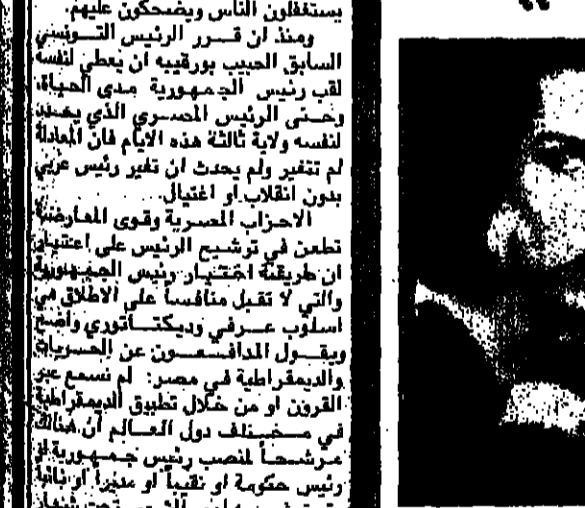 يستغفلون الناس ويضحكون عليهم.
ومنذ ان قرر الرئيس التونسي
السابق الحبيب بورقيبه ان يعطي لنفسه
لقب رئيس الجمهورية مدى الحياة،
وحتى الرئيس المصري الذي يجدد
لنفسه ولاية ثالثة هذه الايام فان المعادلة
لم تتغير ولم يحدث ان تغير رئيس عربي
بدون انقلاب او اغتيال.
الاحزاب المصرية وقوى المعارضة
تطعن في ترشيح الرئيس على اعتبار
ان طريقة اختيار رئيس الجمهورية
والتي لا تقبل منافساً على الاطلاق هي
اسلوب عرفي وديكتاتوري واضح
ويقول المدافعون عن الحريات
والديمقراطية في مصر: لم نسمع عبر
القرون او من خلال تطبيق الديمقراطية
في مختلف دول العالم أن هنالك
مرشحاً لمنصب رئيس جمهورية او
رئيس حكومة او نقيباً او مديراً او نائباً